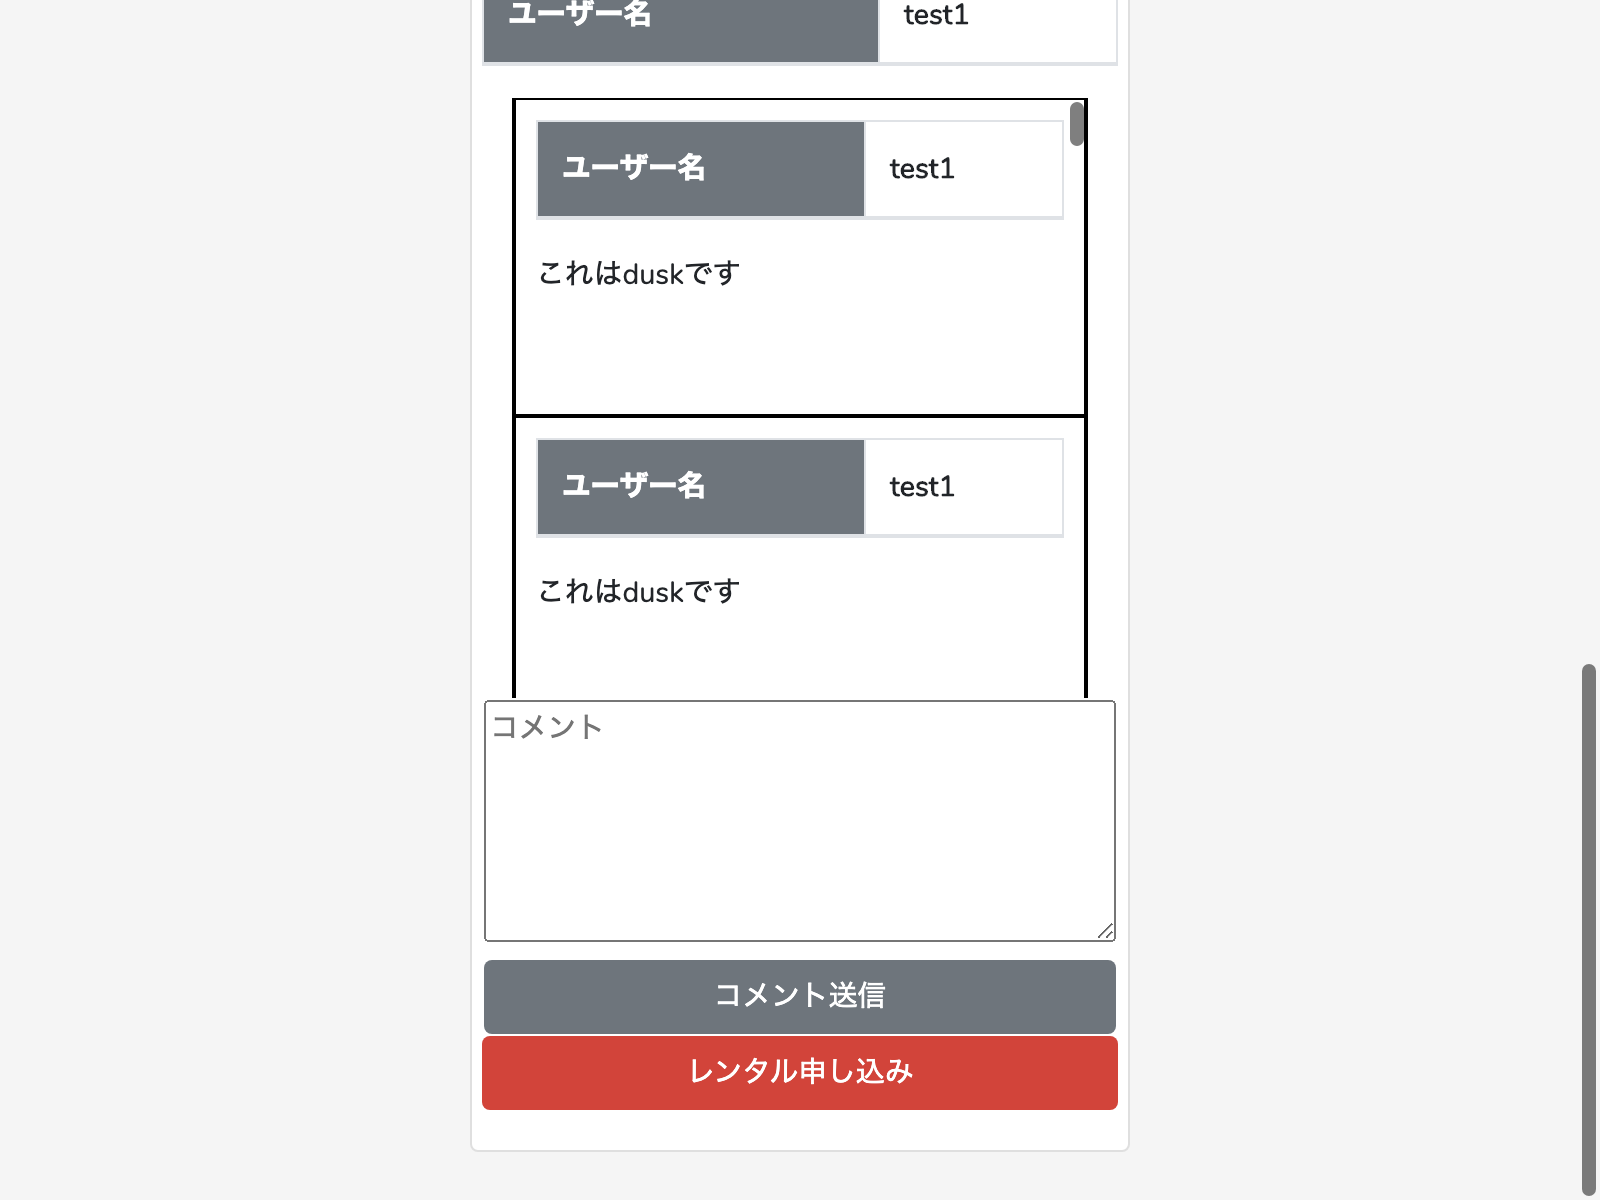 ユーザー名 test1
ユーザー名 test1
これはduskです
ユーザー名 test1
これはduskです
コメント
コメント送信
レンタル申し込み